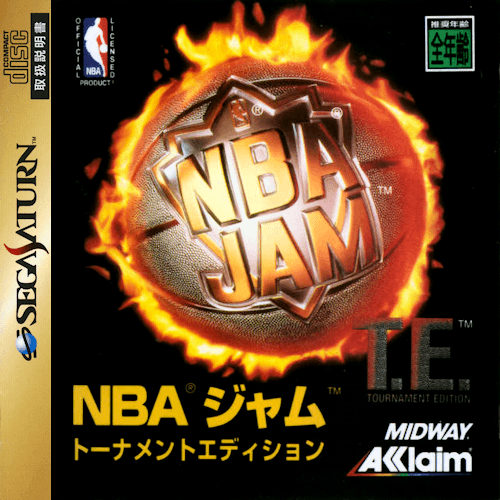 COMPACT
disc
取扱説明書
SEGA SATURN™
OFFICIAL LICENSED
NBA
PRODUCT
推奨年齢
全年齢
NBA
JAM
™
T.E.™
TOURNAMENT EDITION
NBA® ジャム™
トーナメントエディション
MIDWAY
AKKlaim